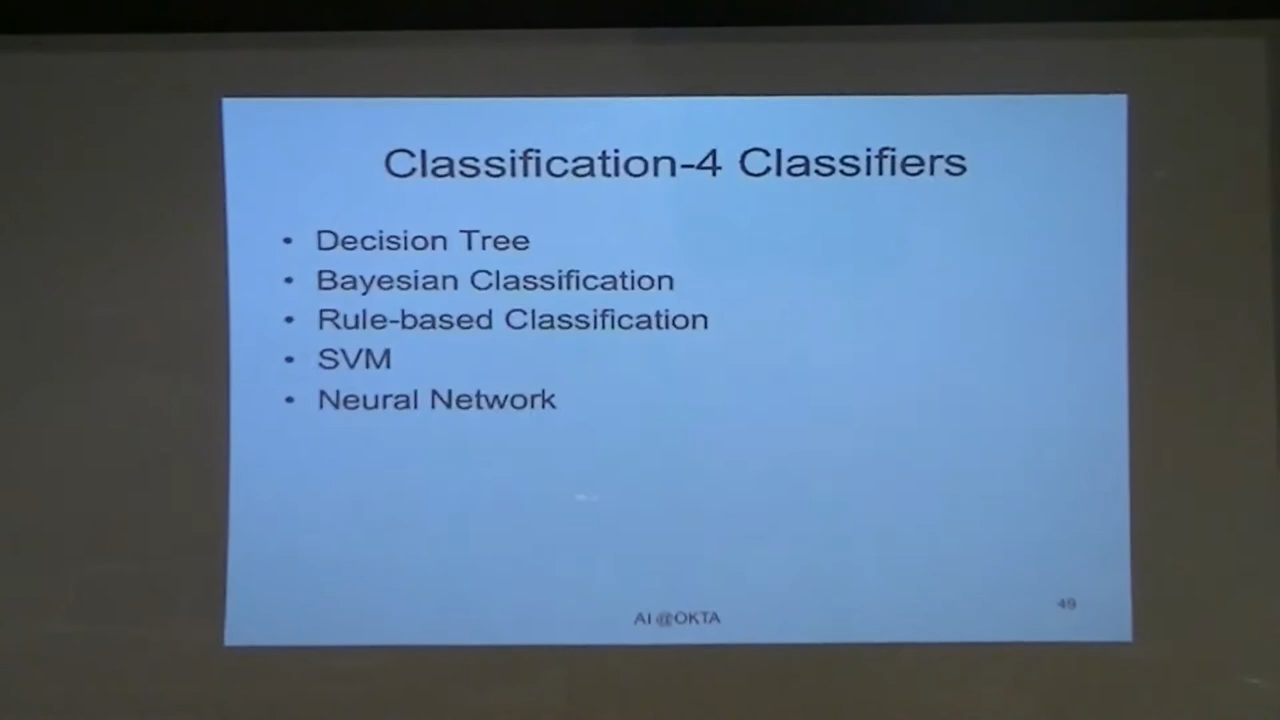 Classification-4 Classifiers
• Decision Tree
• Bayesian Classification
• Rule-based Classification
• SVM
• Neural Network
AI @OKTA
49